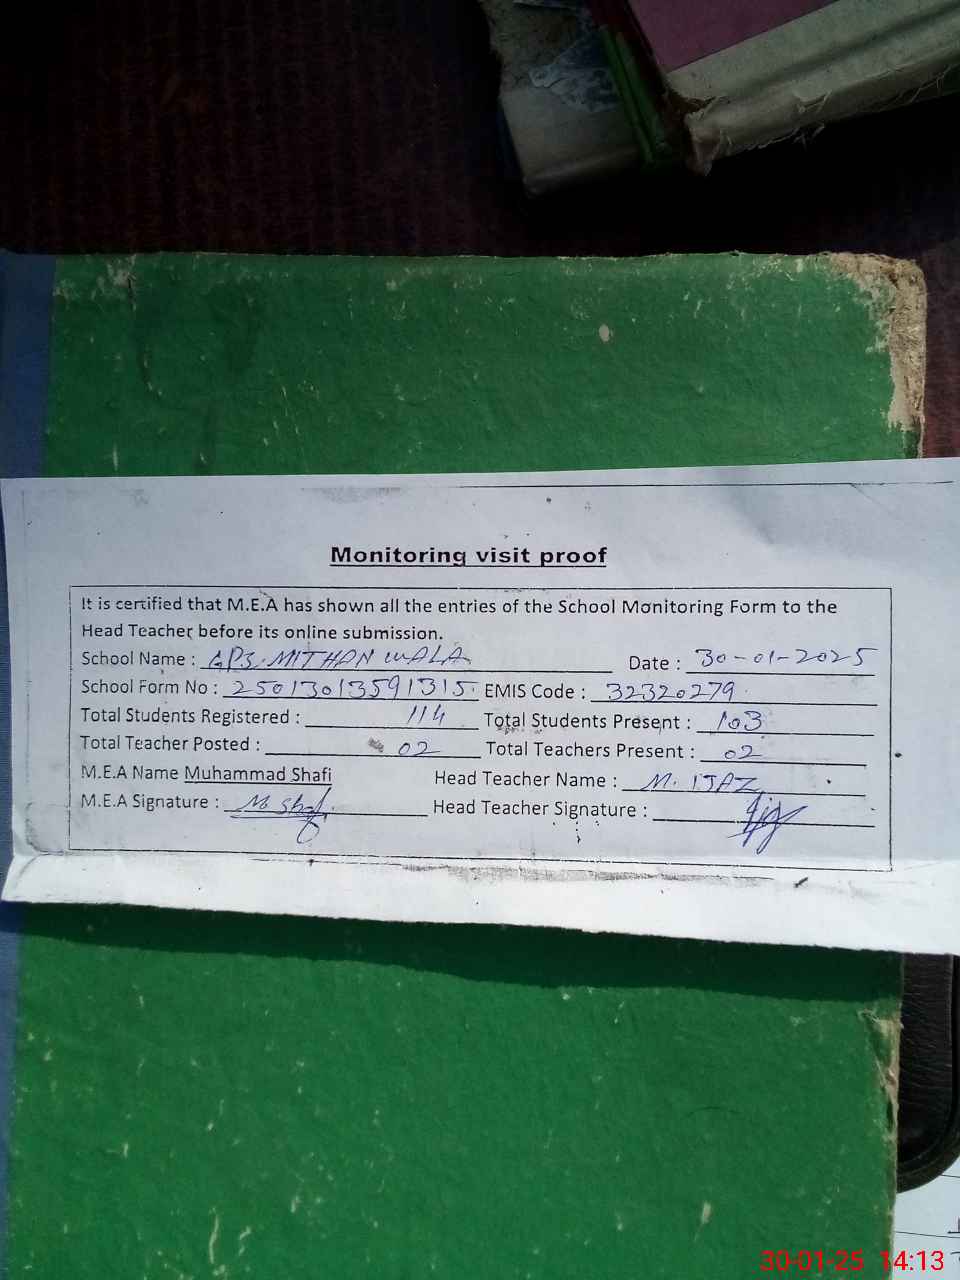 Monitoring visit proof
It is certified that M.E.A has shown all the entries of the School Monitoring Form to the
Head Teacher before its online submission.
School Name : GPS. MITHAN WALA Date : 30-01-2025
School Form No : 25013013591315. EMIS Code : 32320279.
Total Students Registered : 114 Total Students Present : 103
Total Teacher Posted : 02 Total Teachers Present : 02
M.E.A Name Muhammad Shafi Head Teacher Name : M. IJAZ
M.E.A Signature : M. Shafi Head Teacher Signature :
30-01-25 14:13